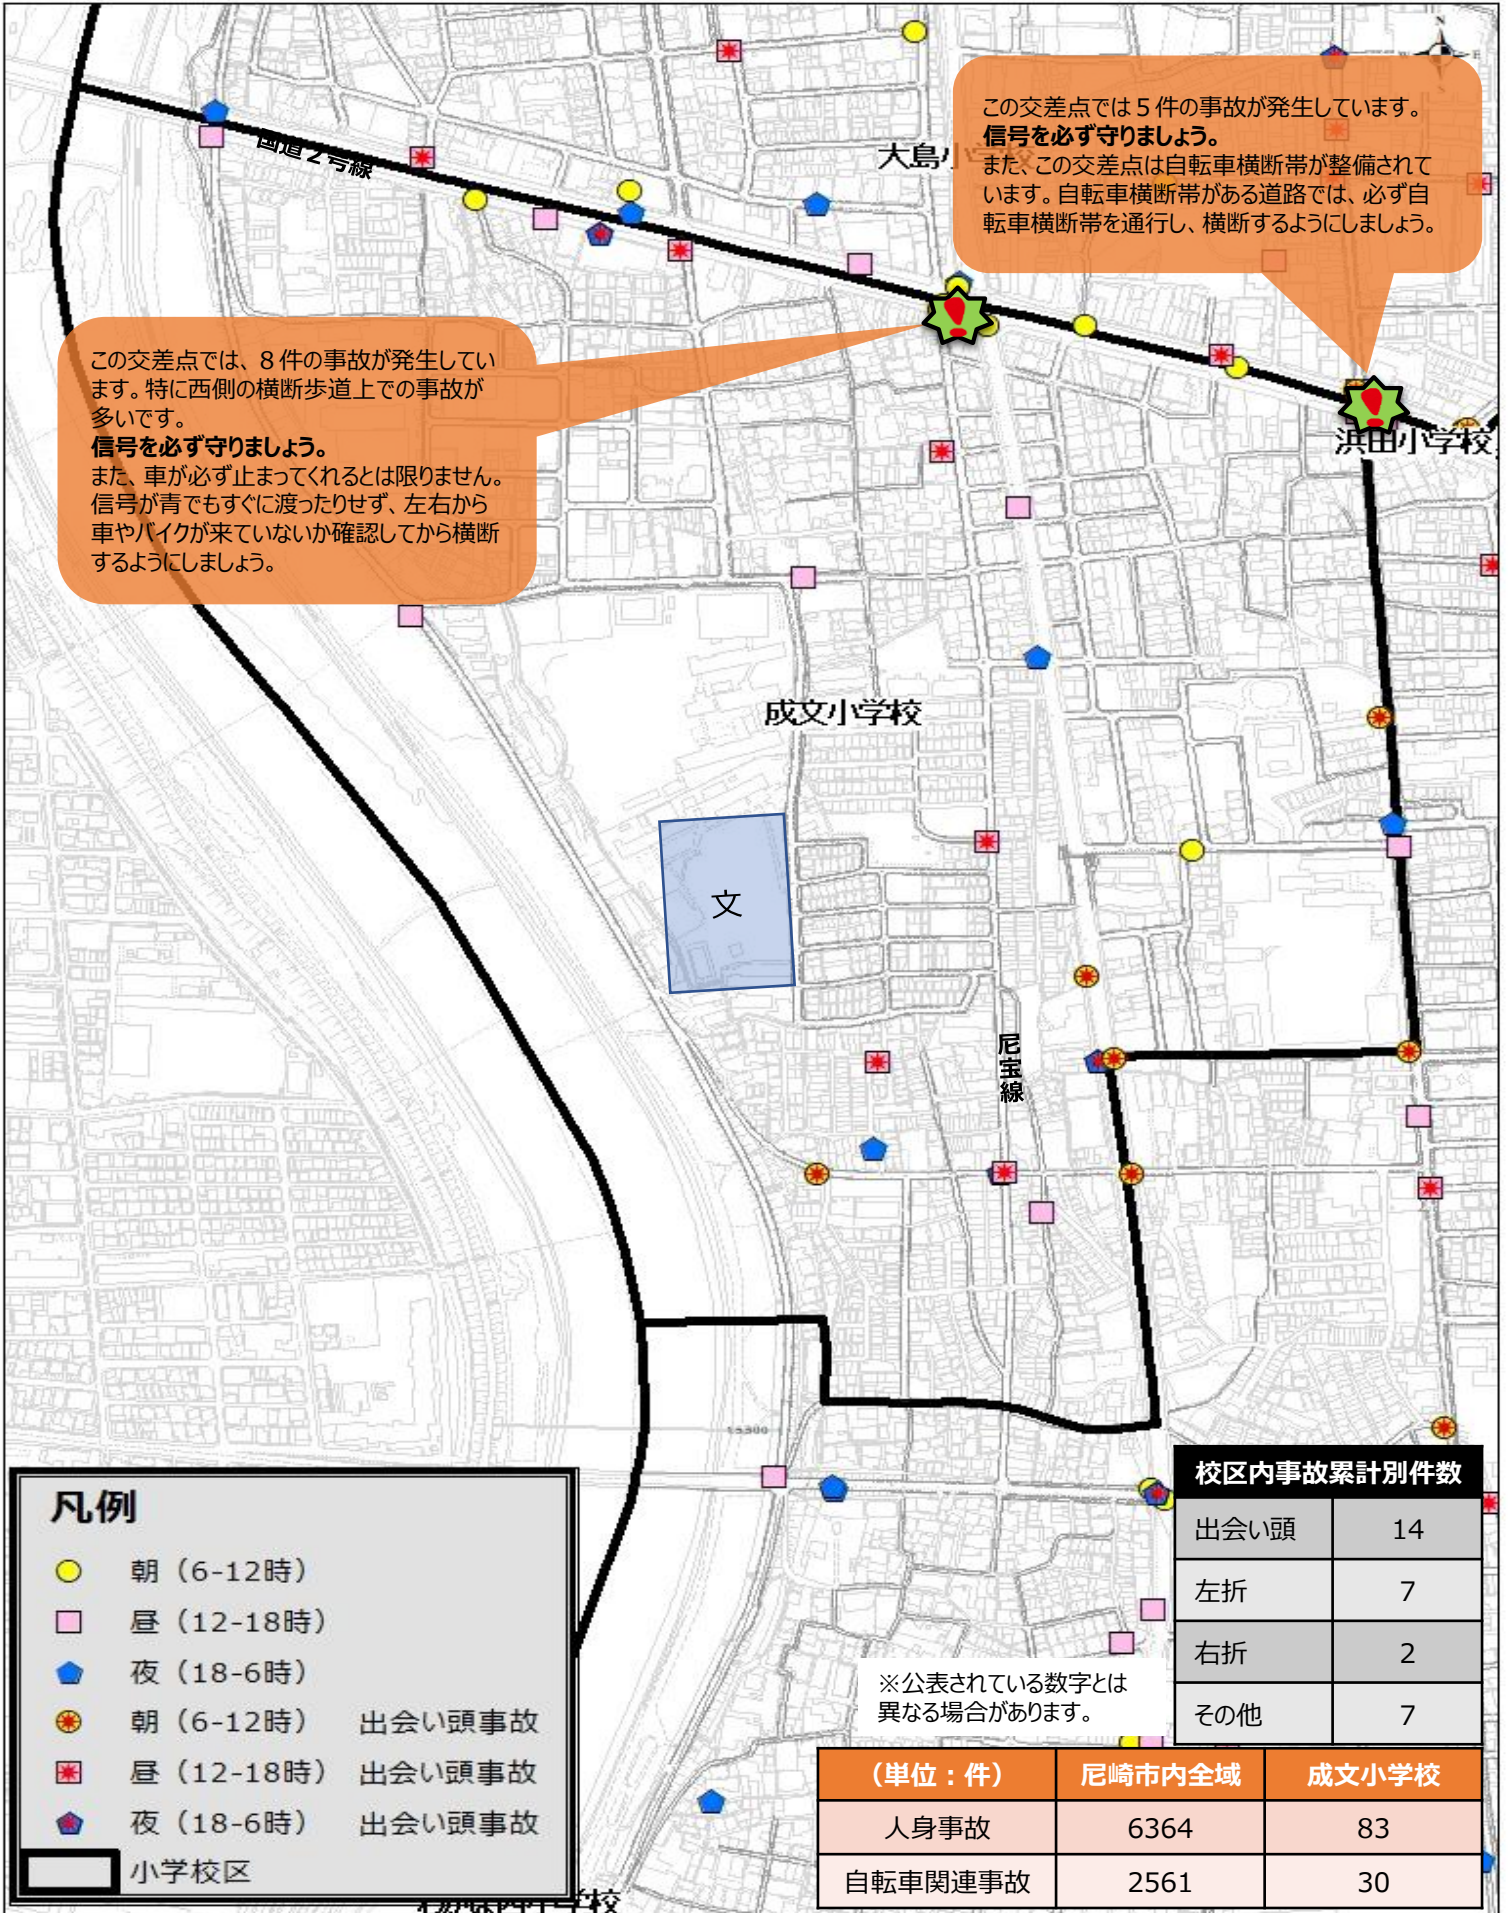 N
W
E
S
この交差点では５件の事故が発生しています。
信号を必ず守りましょう。
また、この交差点は自転車横断帯が整備されて
います。自転車横断帯がある道路では、必ず自
転車横断帯を通行し、横断するようにしましょう。
国道２号線
大島小学校
この交差点では、８件の事故が発生してい
ます。特に西側の横断歩道上での事故が
多いです。
信号を必ず守りましょう。
また、車が必ず止まってくれるとは限りません。
信号が青でもすぐに渡ったりせず、左右から
車やバイクが来ていないか確認してから横断
するようにしましょう。
浜田小学校
成文小学校
文
尼宝線
凡例
朝（6-12時）
昼（12-18時）
夜（18-6時）
朝（6-12時） 出会い頭事故
昼（12-18時） 出会い頭事故
夜（18-6時） 出会い頭事故
小学校区
校区内事故累計別件数
出会い頭 14
左折 7
右折 2
その他 7
※公表されている数字とは
異なる場合があります。
（単位：件） 尼崎市内全域 成文小学校
人身事故 6364 83
自転車関連事故 2561 30